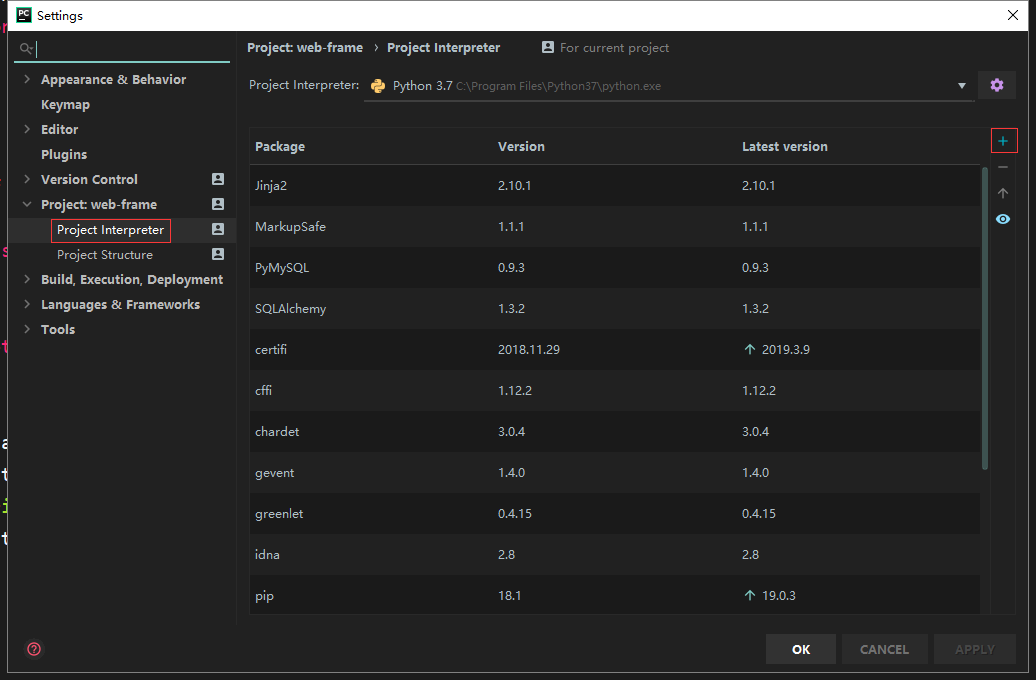 Settings
Project: web-frame › Project Interpreter For current project
Project Interpreter: Python 3.7 C:\Program Files\Python37\python.exe
Appearance & Behavior
Keymap
Editor
Plugins
Version Control
Project: web-frame
Project Interpreter
Project Structure
Build, Execution, Deployment
Languages & Frameworks
Tools
Package Version Latest version
Jinja2 2.10.1 2.10.1
MarkupSafe 1.1.1 1.1.1
PyMySQL 0.9.3 0.9.3
SQLAlchemy 1.3.2 1.3.2
certifi 2018.11.29 2019.3.9
cffi 1.12.2 1.12.2
chardet 3.0.4 3.0.4
gevent 1.4.0 1.4.0
greenlet 0.4.15 0.4.15
idna 2.8 2.8
pip 18.1 19.0.3
OK CANCEL APPLY